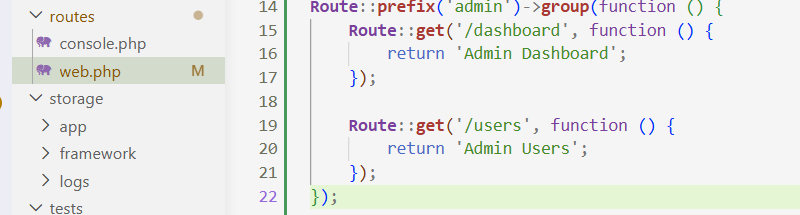 routes
console.php
web.php M
storage
app
framework
logs
tests
14 Route::prefix('admin')->group(function () {
15     Route::get('/dashboard', function () {
16         return 'Admin Dashboard';
17     });
18
19     Route::get('/users', function () {
20         return 'Admin Users';
21     });
22 });